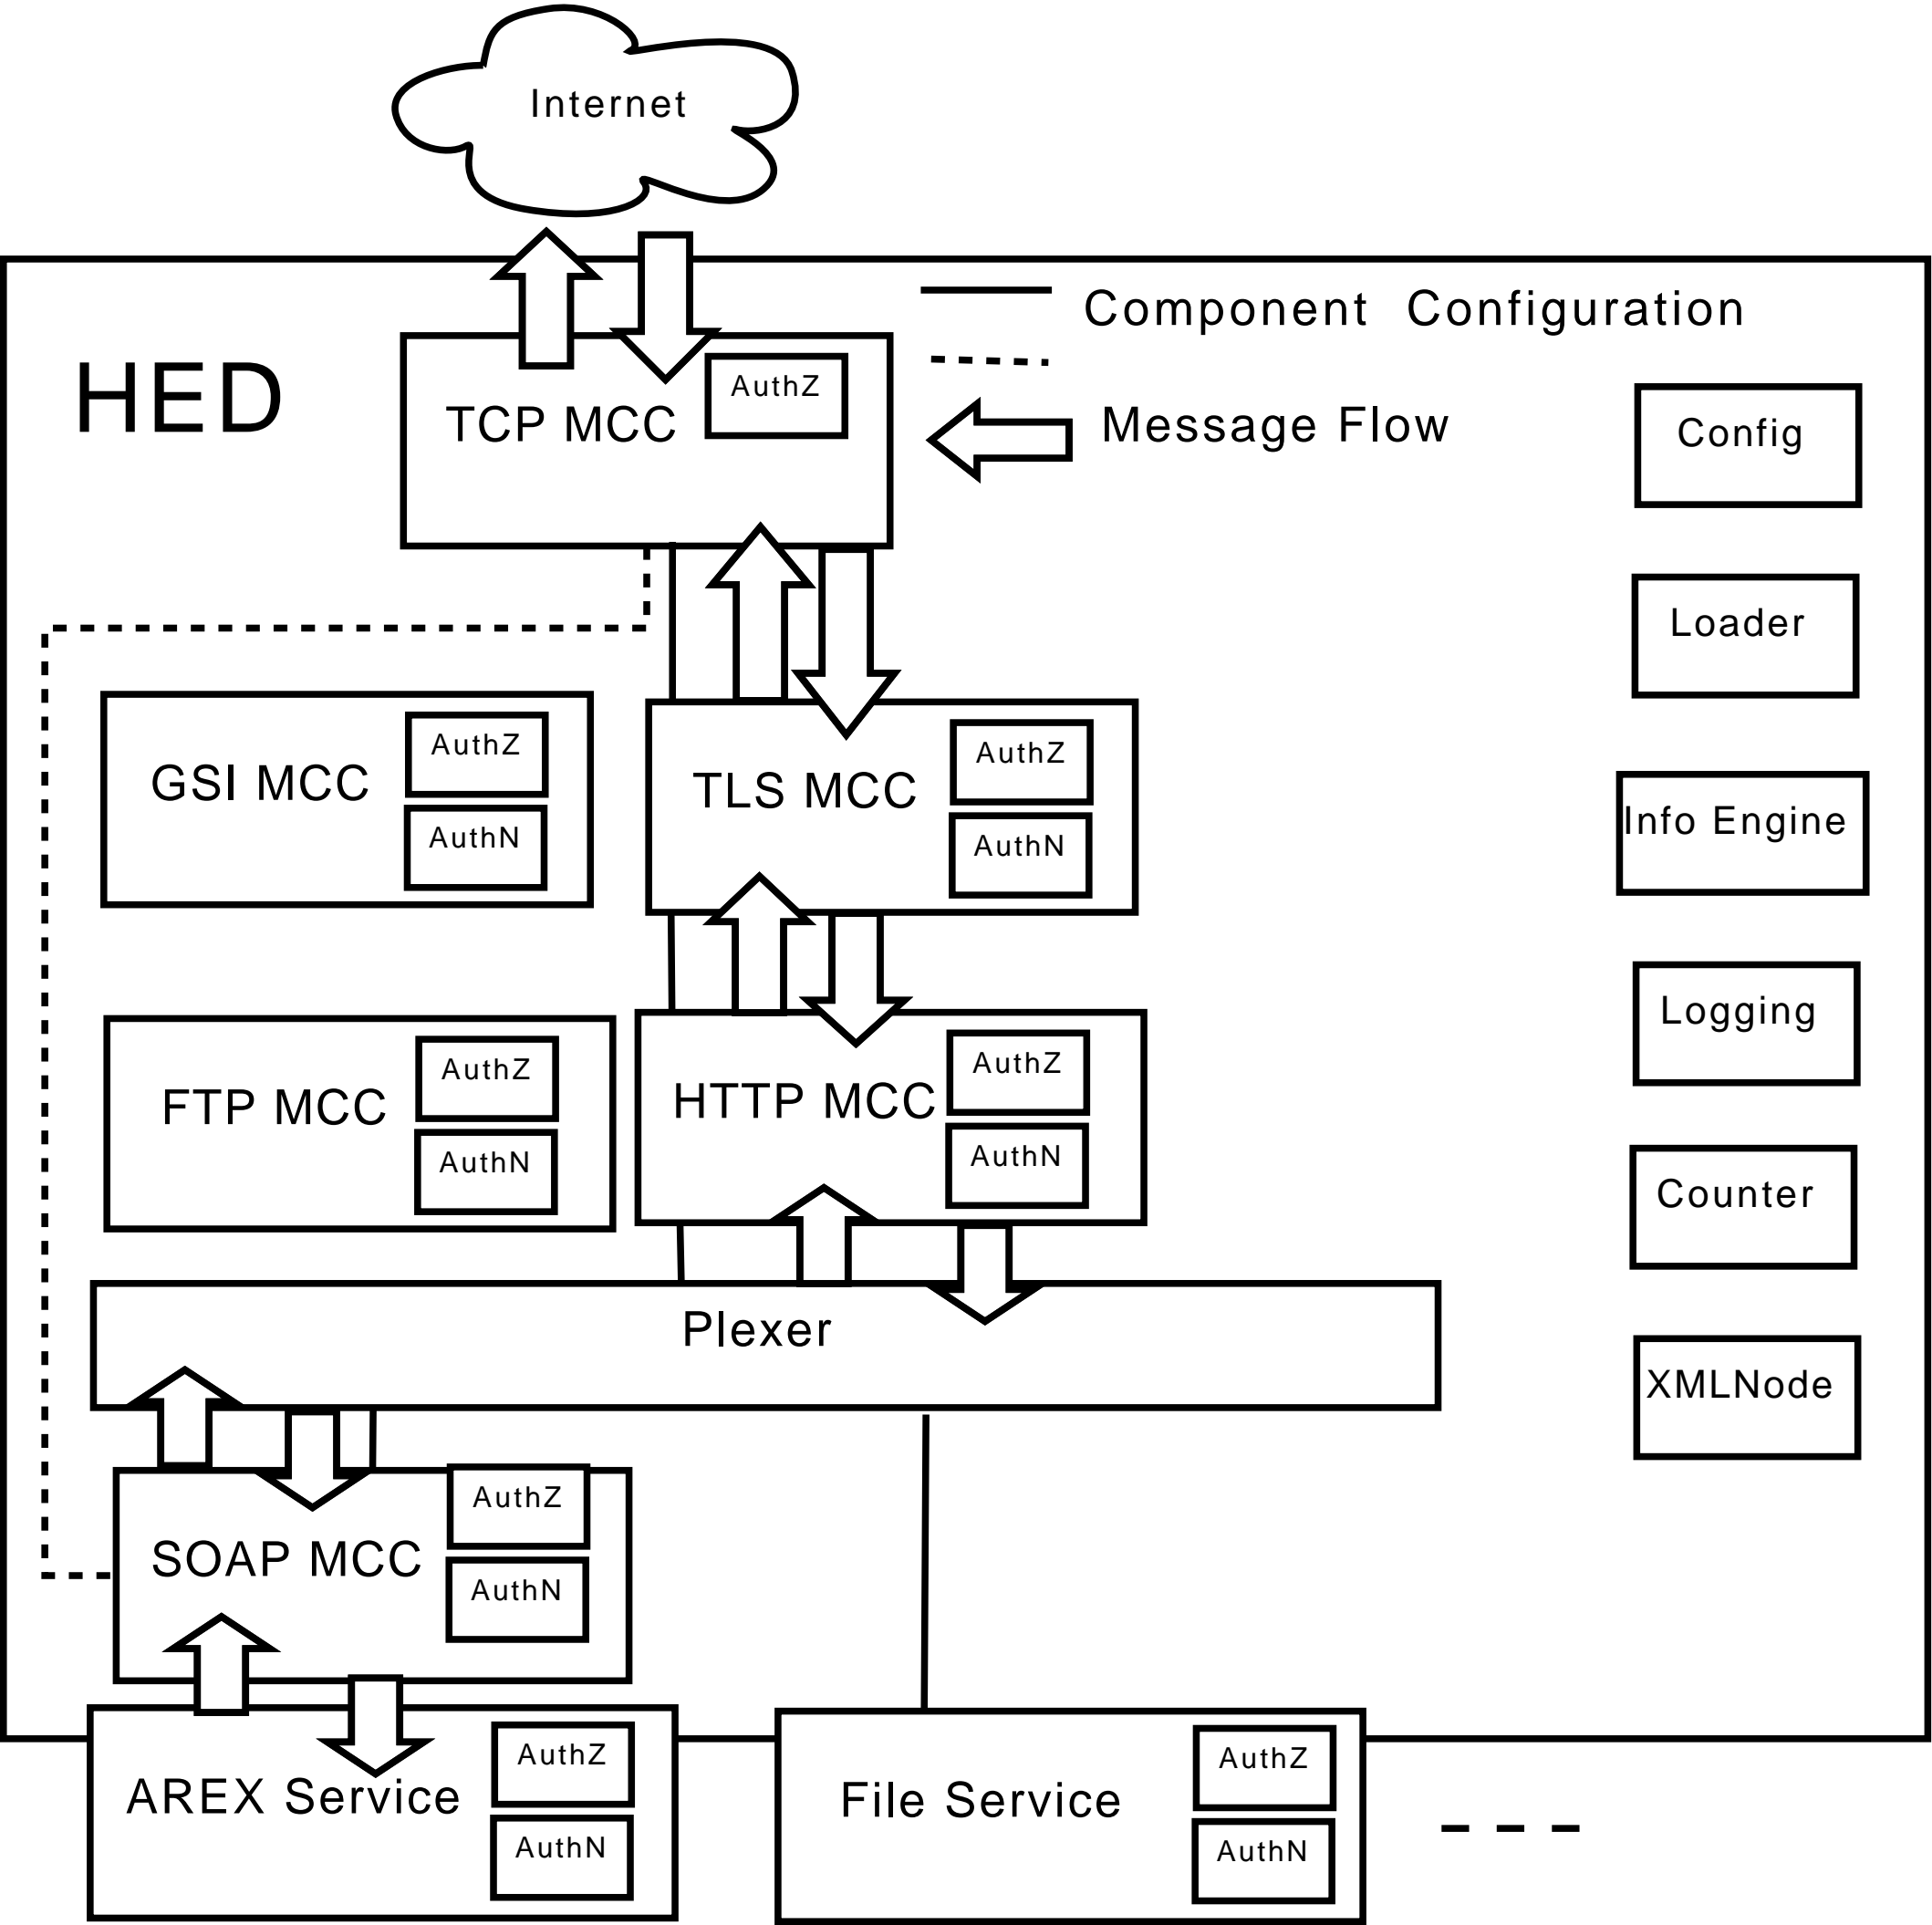 Internet
Component Configuration
HED
TCP MCC
AuthZ
Message Flow
Config
Loader
GSI MCC
AuthZ
AuthN
TLS MCC
AuthZ
AuthN
Info Engine
FTP MCC
AuthZ
AuthN
HTTP MCC
AuthZ
AuthN
Logging
Counter
Plexer
XMLNode
SOAP MCC
AuthZ
AuthN
AREX Service
AuthZ
AuthN
File Service
AuthZ
AuthN